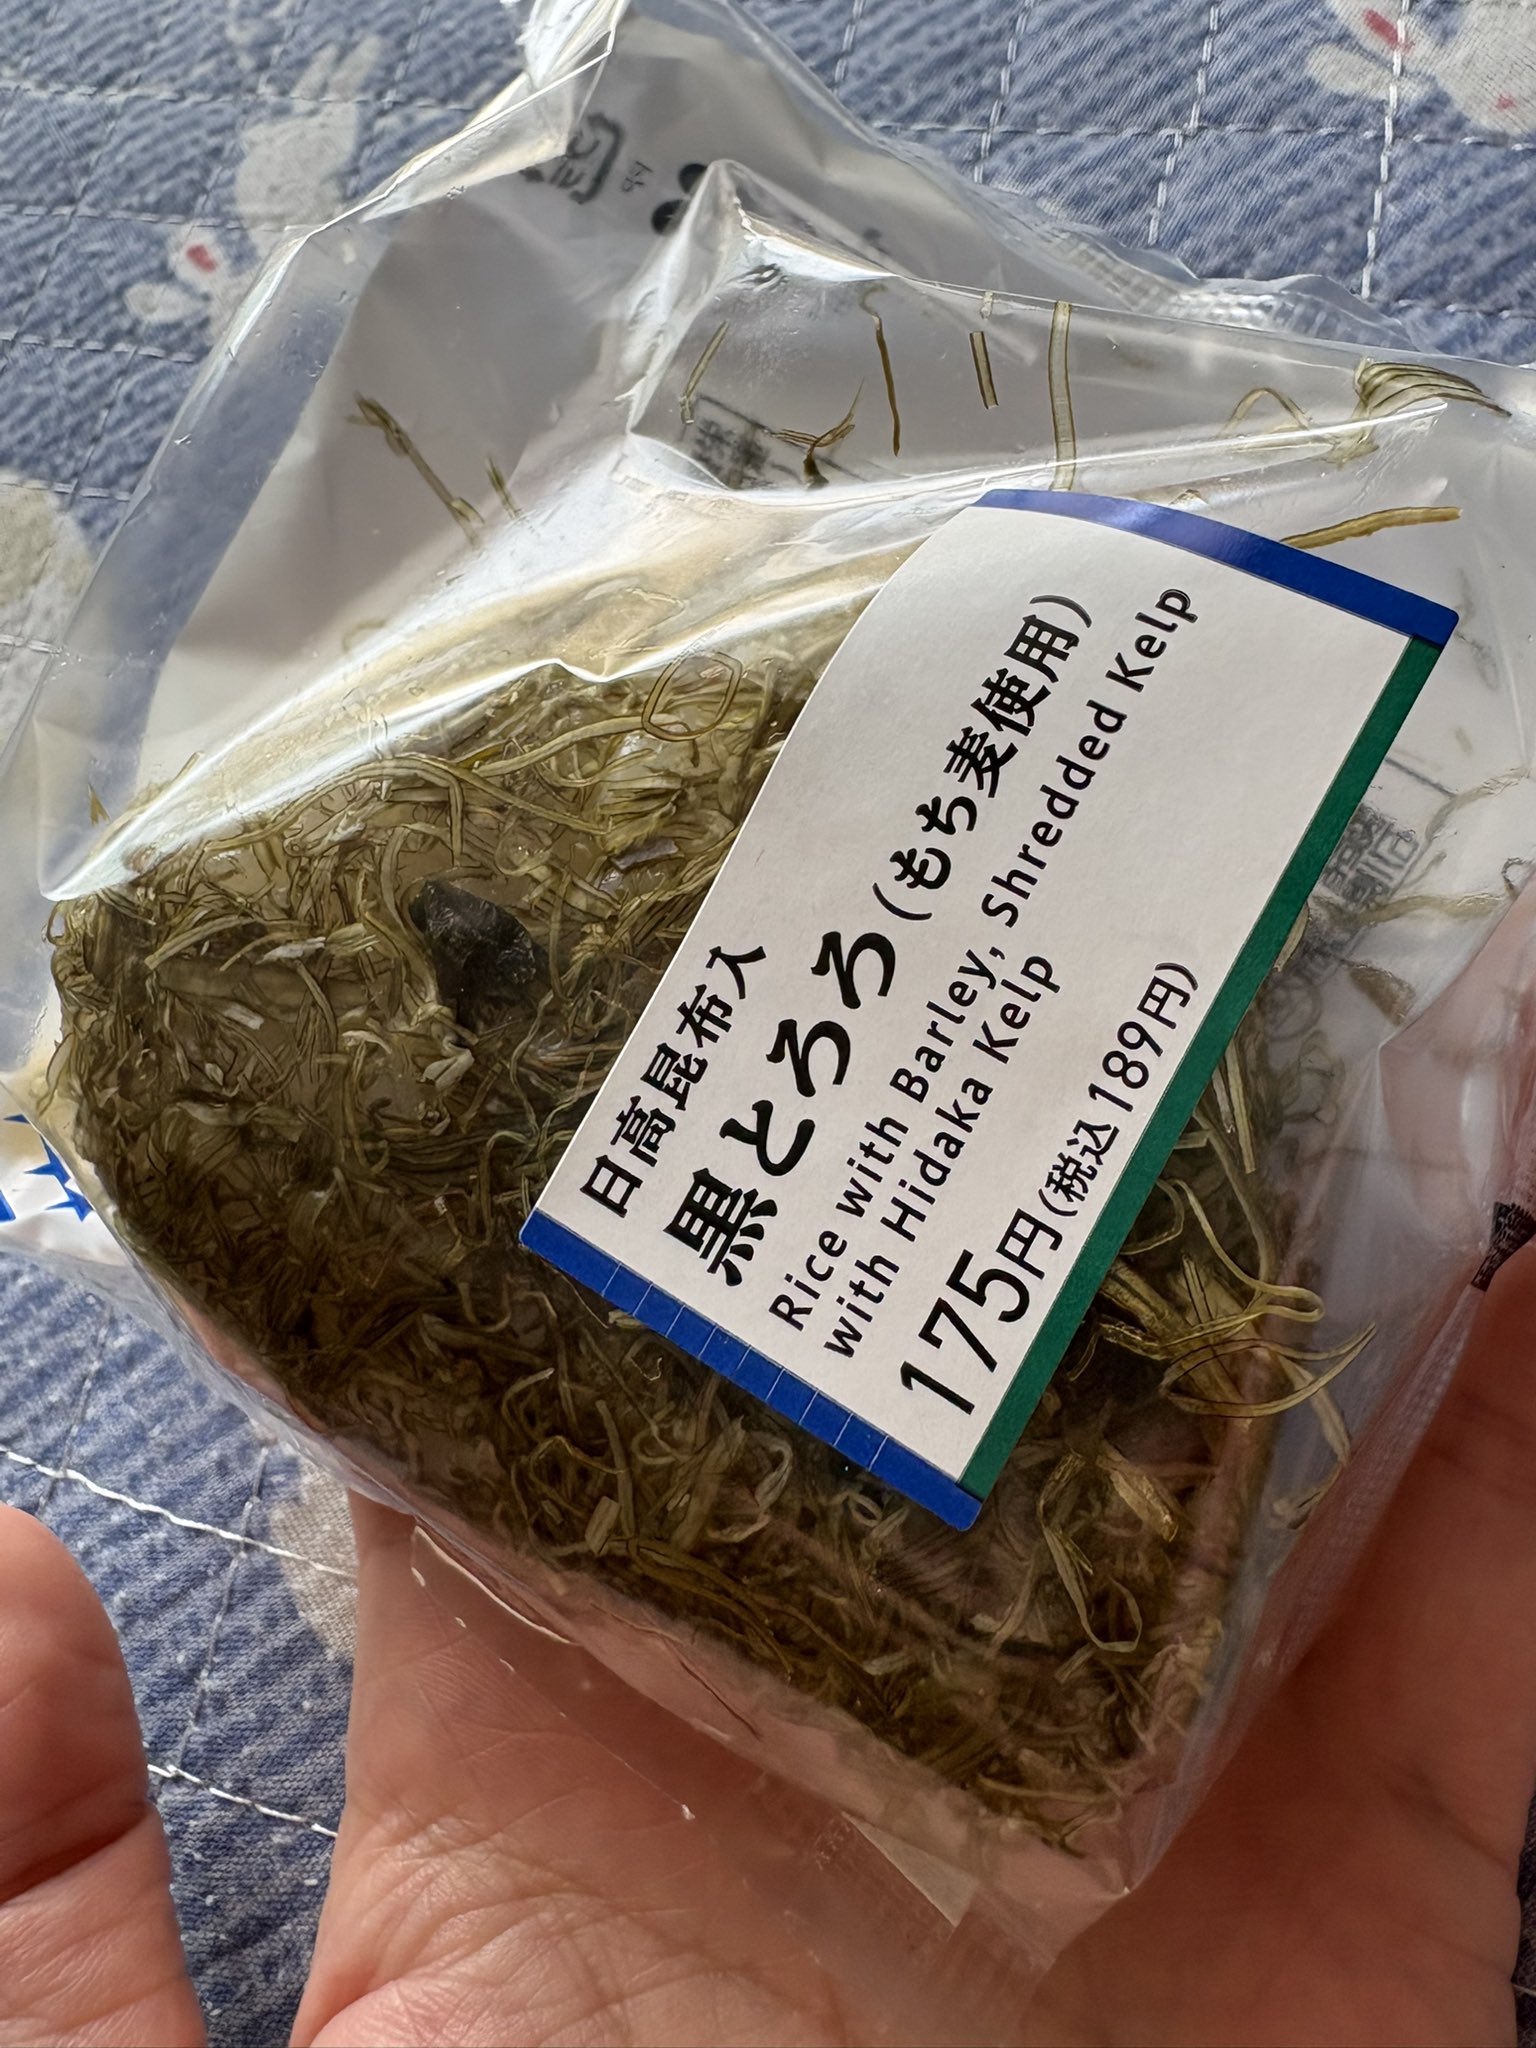 日高昆布入
黒とろろ(もち麦使用)
Rice with Barley, Shredded Kelp
with Hidaka Kelp
175円(税込189円)